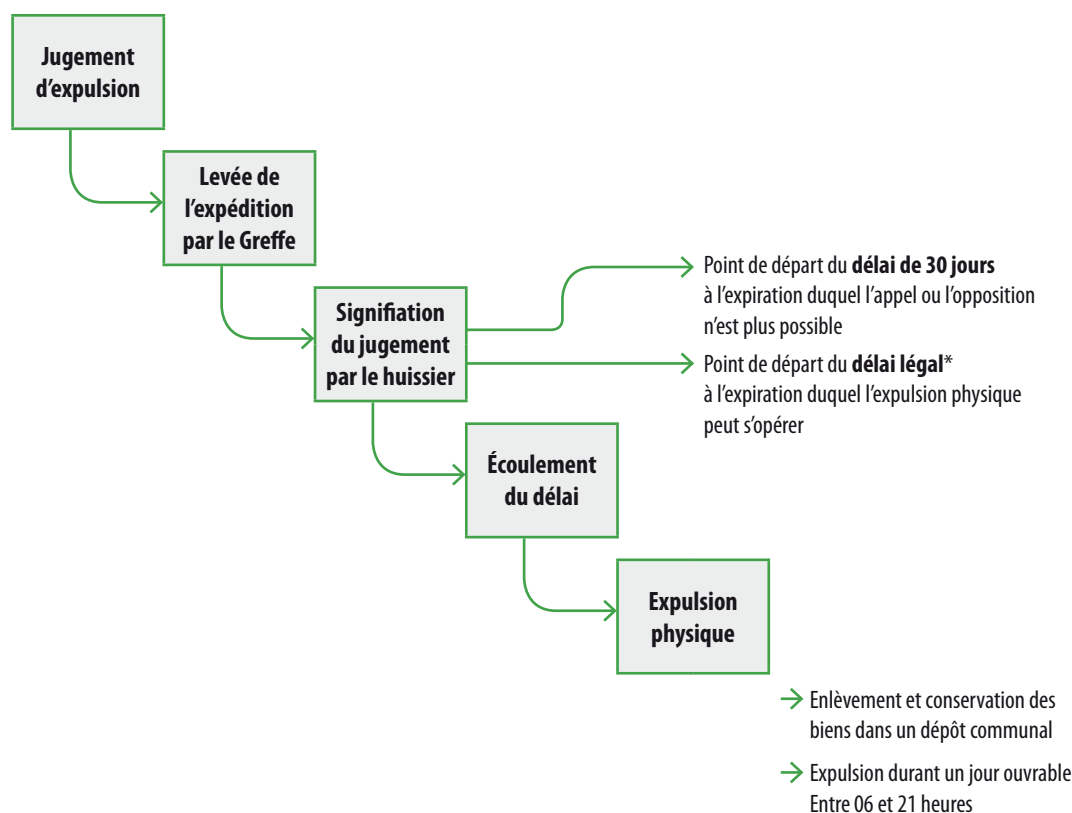 Jugement
d'expulsion
Levée de
l'expédition
par le Greffe
Signifiation
du jugement
par le huissier
Point de départ du délai de 30 jours
à l'expiration duquel l'appel ou l'opposition
n'est plus possible
Point de départ du délai légal*
à l'expiration duquel l'expulsion physique
peut s'opérer
Écoulement
du délai
Expulsion
physique
Enlèvement et conservation des
biens dans un dépôt communal
Expulsion durant un jour ouvrable
Entre 06 et 21 heures